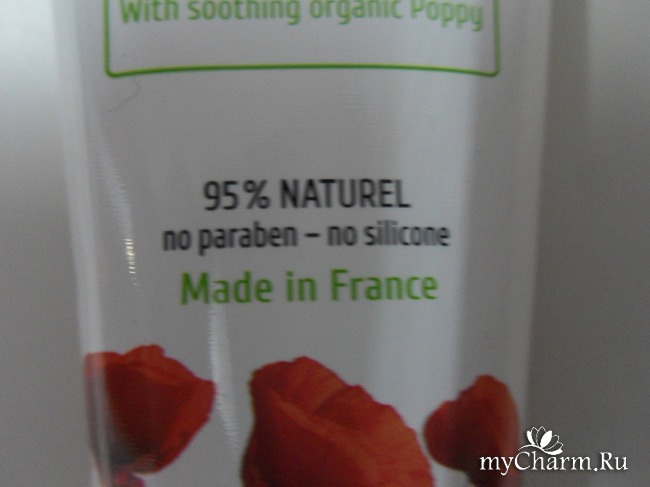 With soothing organic Poppy
95% NATUREL
no paraben – no silicone
Made in France
myCharm.Ru